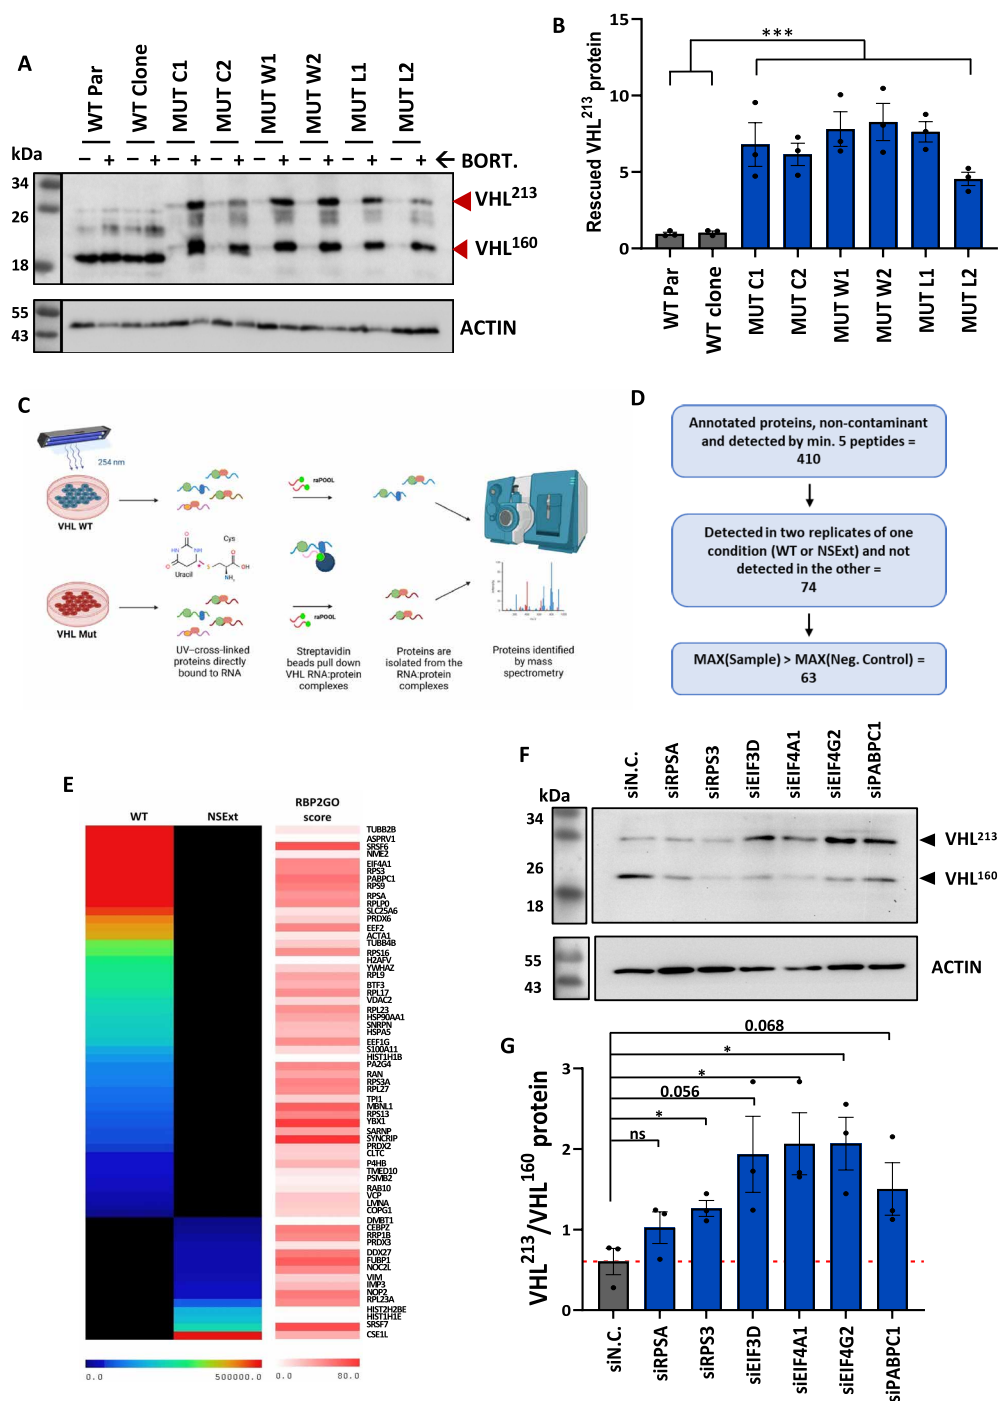 A
WT Par
WT Clone
MUT C1
MUT C2
MUT W1
MUT W2
MUT L1
MUT L2
kDa
– + – + – + – + – + – + – + – + ← BORT.
34
26
18
VHL213
VHL160
55
43
ACTIN
B
Rescued VHL213 protein
15
10
5
0
***
WT Par
WT clone
MUT C1
MUT C2
MUT W1
MUT W2
MUT L1
MUT L2
C
254 nm
VHL WT
VHL Mut
raPOOL
Cys
Uracil
O
HN
NH
O
S
O
OH
NH2
raPOOL
UV–cross-linked
proteins directly
bound to RNA
Streptavidin
beads pull down
VHL RNA:protein
complexes
Proteins are
isolated from the
RNA:protein
complexes
Proteins identified
by mass
spectrometry
D
Annotated proteins, non-contaminant
and detected by min. 5 peptides =
410
Detected in two replicates of one
condition (WT or NSExt) and not
detected in the other =
74
MAX(Sample) > MAX(Neg. Control) =
63
E
WT
NSExt
RBP2GO
score
TUBB2B
ASPRV1
SRSF6
NME2
EIF4A1
RPS3
PABPC1
RPS9
RPSA
RPLP0
SLC25A6
PRDX6
EEF2
ACTA1
TUBB4B
RPS16
H2AFV
YWHAZ
RPL9
BTF3
RPL17
VDAC2
RPL23
HSP90AA1
SNRPN
HSPA5
EEF1G
S100A11
HIST1H1B
PA2G4
RAN
RPS3A
RPL27
TPI1
MBNL1
RPS13
YBX1
SARNP
SYNCRIP
PRDX2
CLTC
P4HB
TMED10
PSMB2
RAB10
VCP
LMNA
COPG1
DMBT1
CEBPZ
RRP1B
PRDX3
DDX27
FUBP1
NOC2L
VIM
IMP3
NOP2
RPL23A
HIST2H2BE
HIST1H1E
SRSF7
CSE1L
0.0
500000.0
0.0
80.0
F
siN.C.
siRPSA
siRPS3
siEIF3D
siEIF4A1
siEIF4G2
siPABPC1
kDa
34
26
18
VHL213
VHL160
55
43
ACTIN
G
VHL213/VHL160 protein
3
2
1
0
0.068
*
*
0.056
*
ns
siN.C.
siRPSA
siRPS3
siEIF3D
siEIF4A1
siEIF4G2
siPABPC1